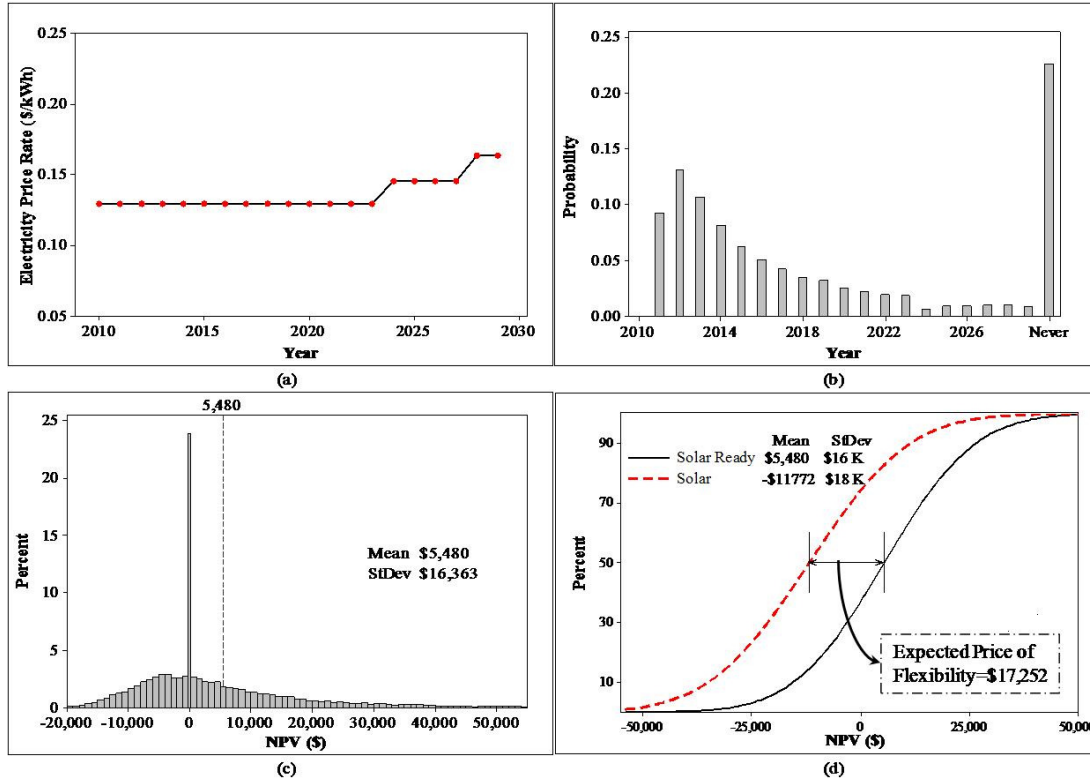 0.25
0.20
0.15
0.10
0.05
Electricity Price Rate ($/kWh)
2010 2015 2020 2025 2030
Year
(a)
0.25
0.20
0.15
0.10
0.05
0.00
Probability
2010 2014 2018 2022 2026 Never
Year
(b)
5,480
25
20
15
10
5
0
Percent
Mean $5,480
StDev $16,363
-20,000 -10,000 0 10,000 20,000 30,000 40,000 50,000
NPV ($)
(c)
90
70
50
30
10
Percent
Mean StDev
Solar Ready $5,480 $16 K
Solar -$11772 $18 K
Expected Price of
Flexibility=$17,252
-50,000 -25,000 0 25,000 50,000
NPV ($)
(d)